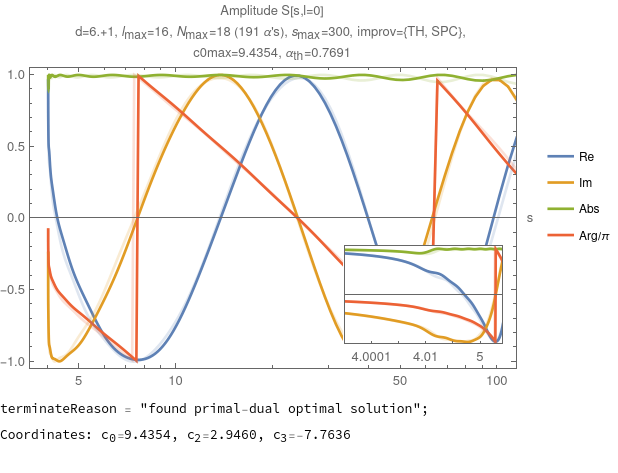 Amplitude S[s,l=0]
d=6.+1, lmax=16, Nmax=18 (191 α's), smax=300, improv={TH, SPC},
c0max=9.4354, αth=0.7691
1.0
0.5
0.0
-0.5
-1.0
5
10
50
100
s
Re
Im
Abs
Arg/π
4.0001
4.01
5
terminateReason = "found primal-dual optimal solution";
Coordinates: c0=9.4354, c2=2.9460, c3=-7.7636